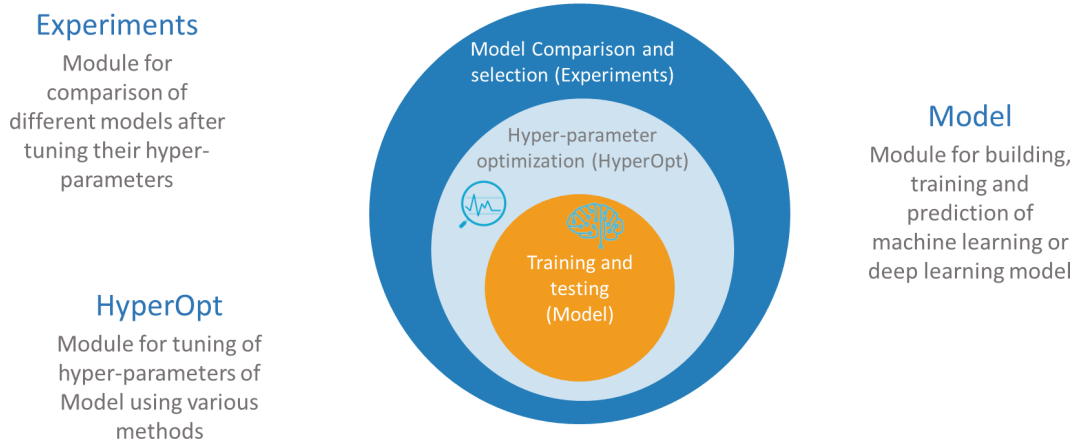 Experiments
Module for
comparison of
different models after
tuning their hyper-
parameters
HyperOpt
Module for tuning of
hyper-parameters of
Model using various
methods
Model Comparison and
selection (Experiments)
Hyper-parameter
optimization (HyperOpt)
Training and
testing
(Model)
Model
Module for building,
training and
prediction of
machine learning or
deep learning model